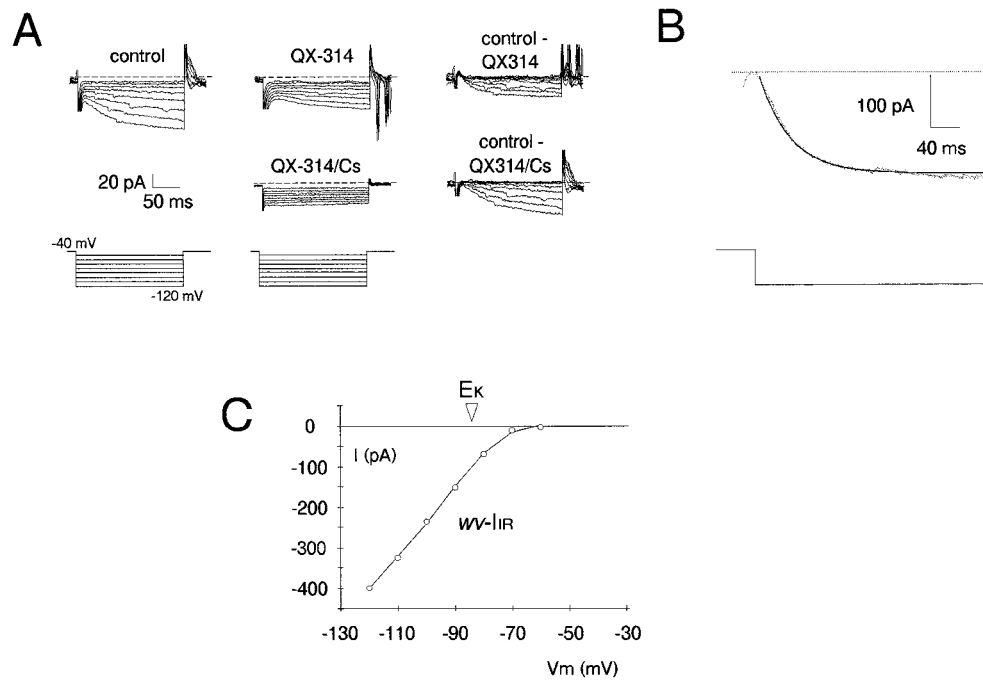 A
control
QX-314
control -
QX314
QX-314/Cs
control -
QX314/Cs
20 pA
50 ms
-40 mV
-120 mV
B
100 pA
40 ms
C
EK
0
-100
-200
-300
-400
I (pA)
wv-IIR
-130 -110 -90 -70 -50 -30
Vm (mV)